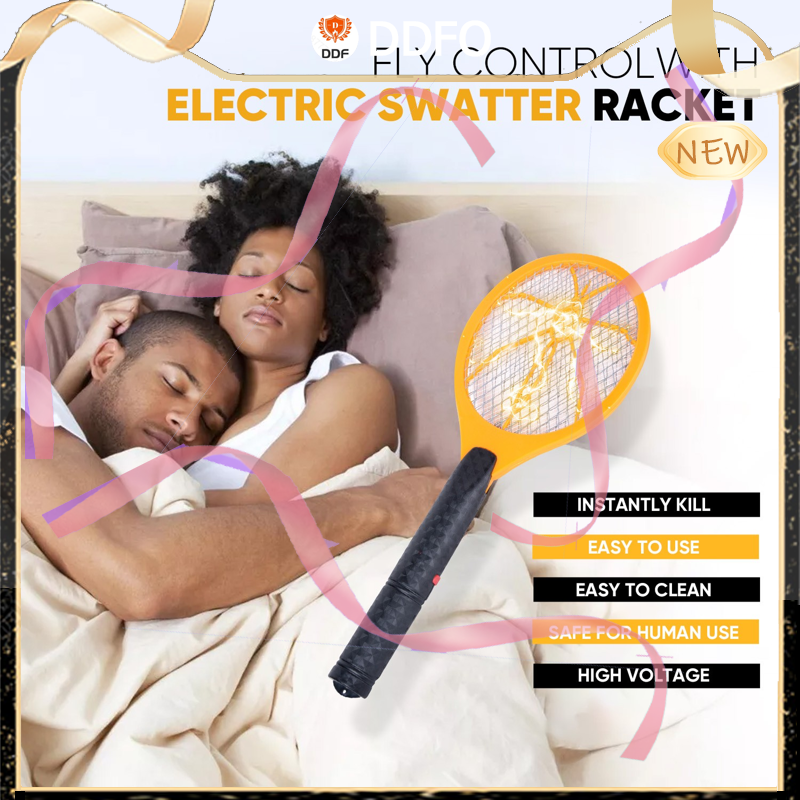 DDFO
DDF
FLY CONTROL WITH
ELECTRIC SWATTER RACKET
NEW
INSTANTLY KILL
EASY TO USE
EASY TO CLEAN
SAFE FOR HUMAN USE
HIGH VOLTAGE